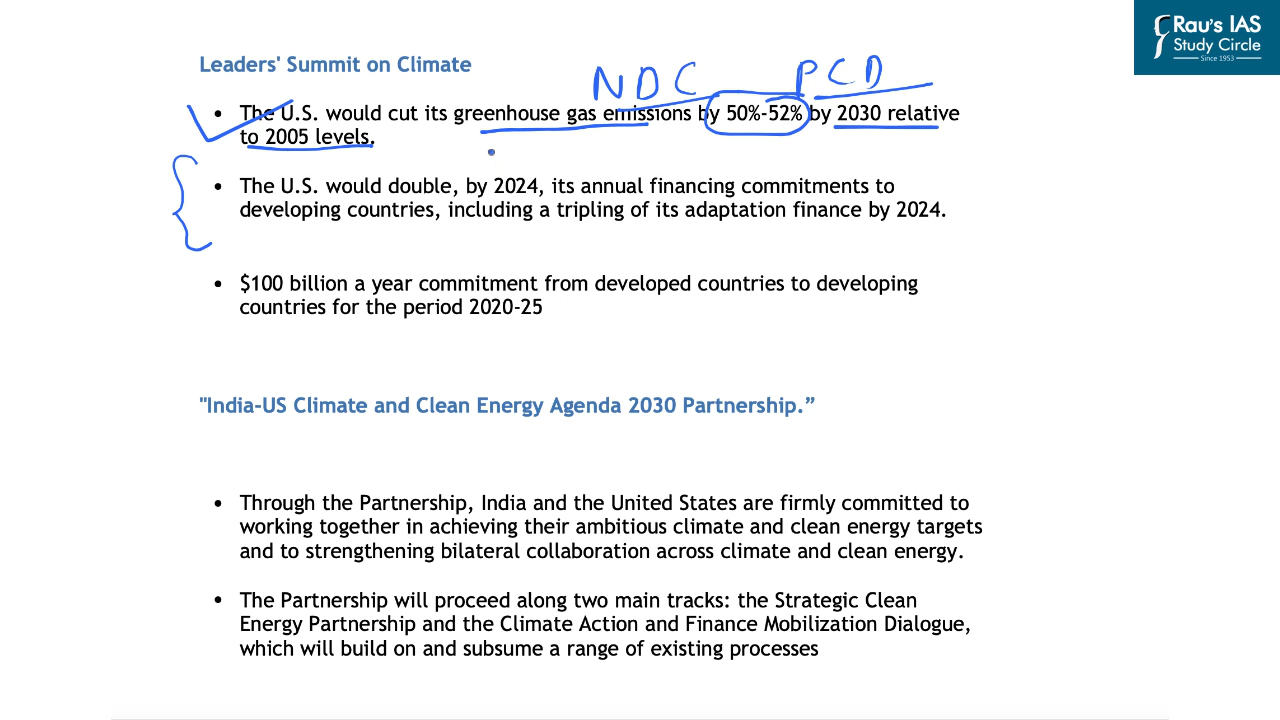 Rau's IAS
Study Circle
Since 1953
Leaders' Summit on Climate
NDC PCD
• The U.S. would cut its greenhouse gas emissions by 50%-52% by 2030 relative
to 2005 levels.
• The U.S. would double, by 2024, its annual financing commitments to
developing countries, including a tripling of its adaptation finance by 2024.
• $100 billion a year commitment from developed countries to developing
countries for the period 2020-25
"India-US Climate and Clean Energy Agenda 2030 Partnership.”
• Through the Partnership, India and the United States are firmly committed to
working together in achieving their ambitious climate and clean energy targets
and to strengthening bilateral collaboration across climate and clean energy.
• The Partnership will proceed along two main tracks: the Strategic Clean
Energy Partnership and the Climate Action and Finance Mobilization Dialogue,
which will build on and subsume a range of existing processes